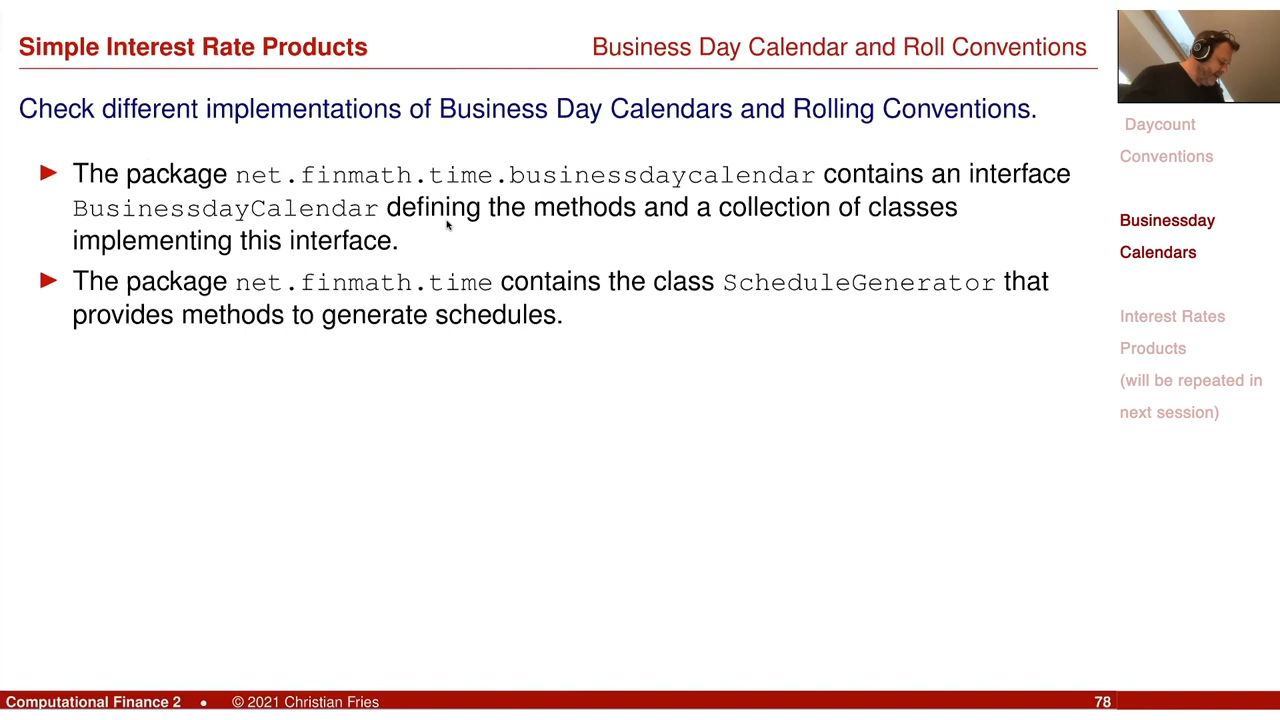 Simple Interest Rate Products
Business Day Calendar and Roll Conventions
Check different implementations of Business Day Calendars and Rolling Conventions.
▶ The package net.finmath.time.businessdaycalendar contains an interface
BusinessdayCalendar defining the methods and a collection of classes
implementing this interface.
▶ The package net.finmath.time contains the class ScheduleGenerator that
provides methods to generate schedules.
Daycount
Conventions
Businessday
Calendars
Interest Rates
Products
(will be repeated in
next session)
Computational Finance 2 • © 2021 Christian Fries
78